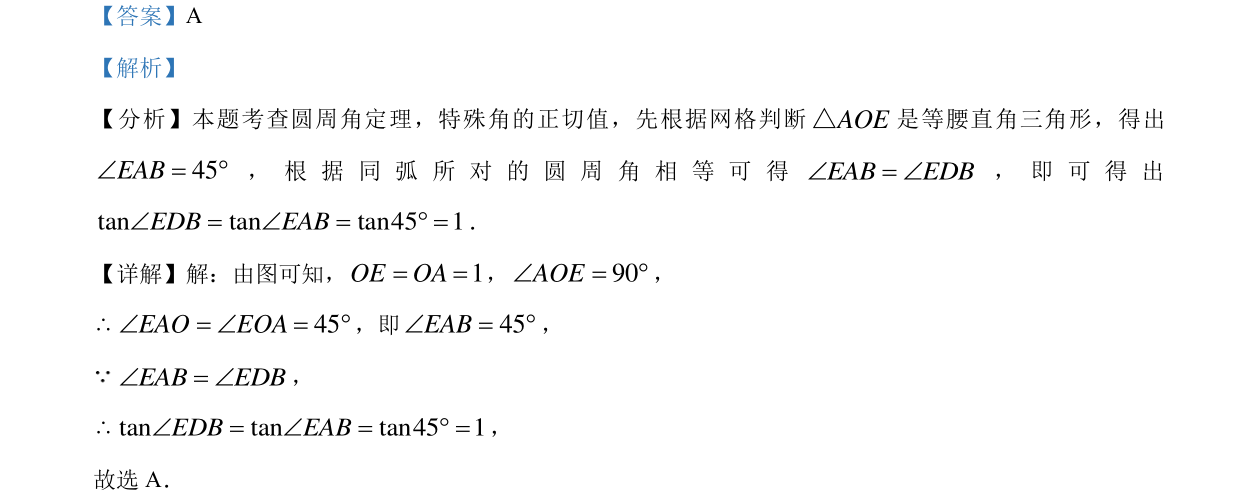 【答案】A
【解析】
【分析】本题考查圆周角定理，特殊角的正切值，先根据网格判断△AOE 是等腰直角三角形，得出
∠EAB = 45° ，根据同弧所对的圆周角相等可得 ∠EAB = ∠EDB ，即可得出
tan∠EDB = tan∠EAB = tan45° = 1．
【详解】解：由图可知，OE = OA = 1，∠AOE = 90°，
∴ ∠EAO = ∠EOA = 45°，即∠EAB = 45°，
∵ ∠EAB = ∠EDB，
∴ tan∠EDB = tan∠EAB = tan45° = 1，
故选 A．